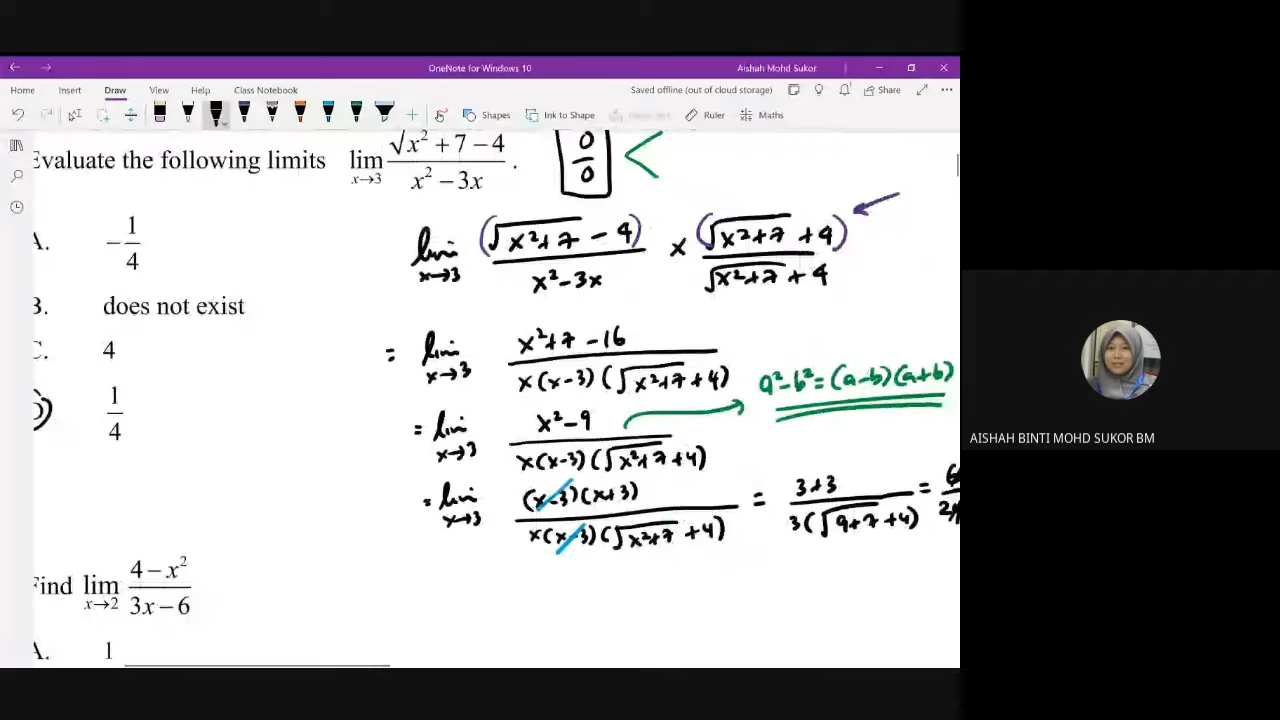 OneNote for Windows 10
Aishah Mohd Sukor
Home Insert Draw View Help Class Notebook
Saved offline (out of cloud storage)
Share
Shapes
Ink to Shape
Ruler
Maths
Evaluate the following limits lim x→3 (√x² + 7 − 4)/(x² − 3x) .
0/0 <
A. −1/4
B. does not exist
C. 4
D 1/4
lim x→3 (√(x²+7) − 4)/(x² − 3x) × (√(x²+7) + 4)/(√(x²+7) + 4)
= lim x→3 (x²+7 − 16)/(x(x−3)(√(x²+7) + 4))
a²−b² = (a−b)(a+b)
= lim x→3 (x² − 9)/(x(x−3)(√(x²+7) + 4))
= lim x→3 ((x−3)(x+3))/(x(x−3)(√(x²+7) + 4)) = (3+3)/(3(√(9+7) + 4)) = 6
Find lim x→2 (4 − x²)/(3x − 6)
A. 1
AISHAH BINTI MOHD SUKOR BM